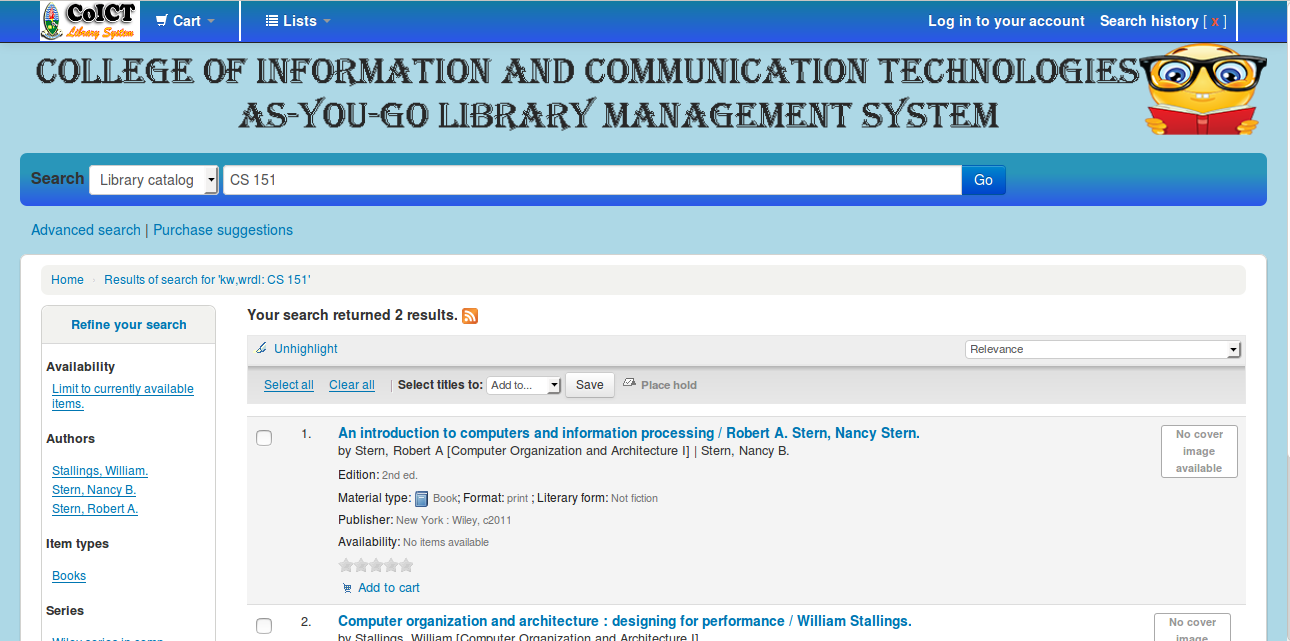 CoICT
Library System
Cart
Lists
Log in to your account Search history [ x ]
COLLEGE OF INFORMATION AND COMMUNICATION TECHNOLOGIES
AS-YOU-GO LIBRARY MANAGEMENT SYSTEM
Search Library catalog CS 151 Go
Advanced search | Purchase suggestions
Home › Results of search for 'kw,wrdl: CS 151'
Refine your search
Availability
Limit to currently available
items.
Authors
Stallings, William.
Stern, Nancy B.
Stern, Robert A.
Item types
Books
Series
Your search returned 2 results.
Unhighlight Relevance
Select all Clear all | Select titles to: Add to... Save Place hold
1. An introduction to computers and information processing / Robert A. Stern, Nancy Stern.
by Stern, Robert A [Computer Organization and Architecture I] | Stern, Nancy B.
Edition: 2nd ed.
Material type: Book; Format: print ; Literary form: Not fiction
Publisher: New York : Wiley, c2011
Availability: No items available
Add to cart
No cover
image
available
2. Computer organization and architecture : designing for performance / William Stallings.
by Stallings, William [Computer Organization and Architecture I]
No cover
image